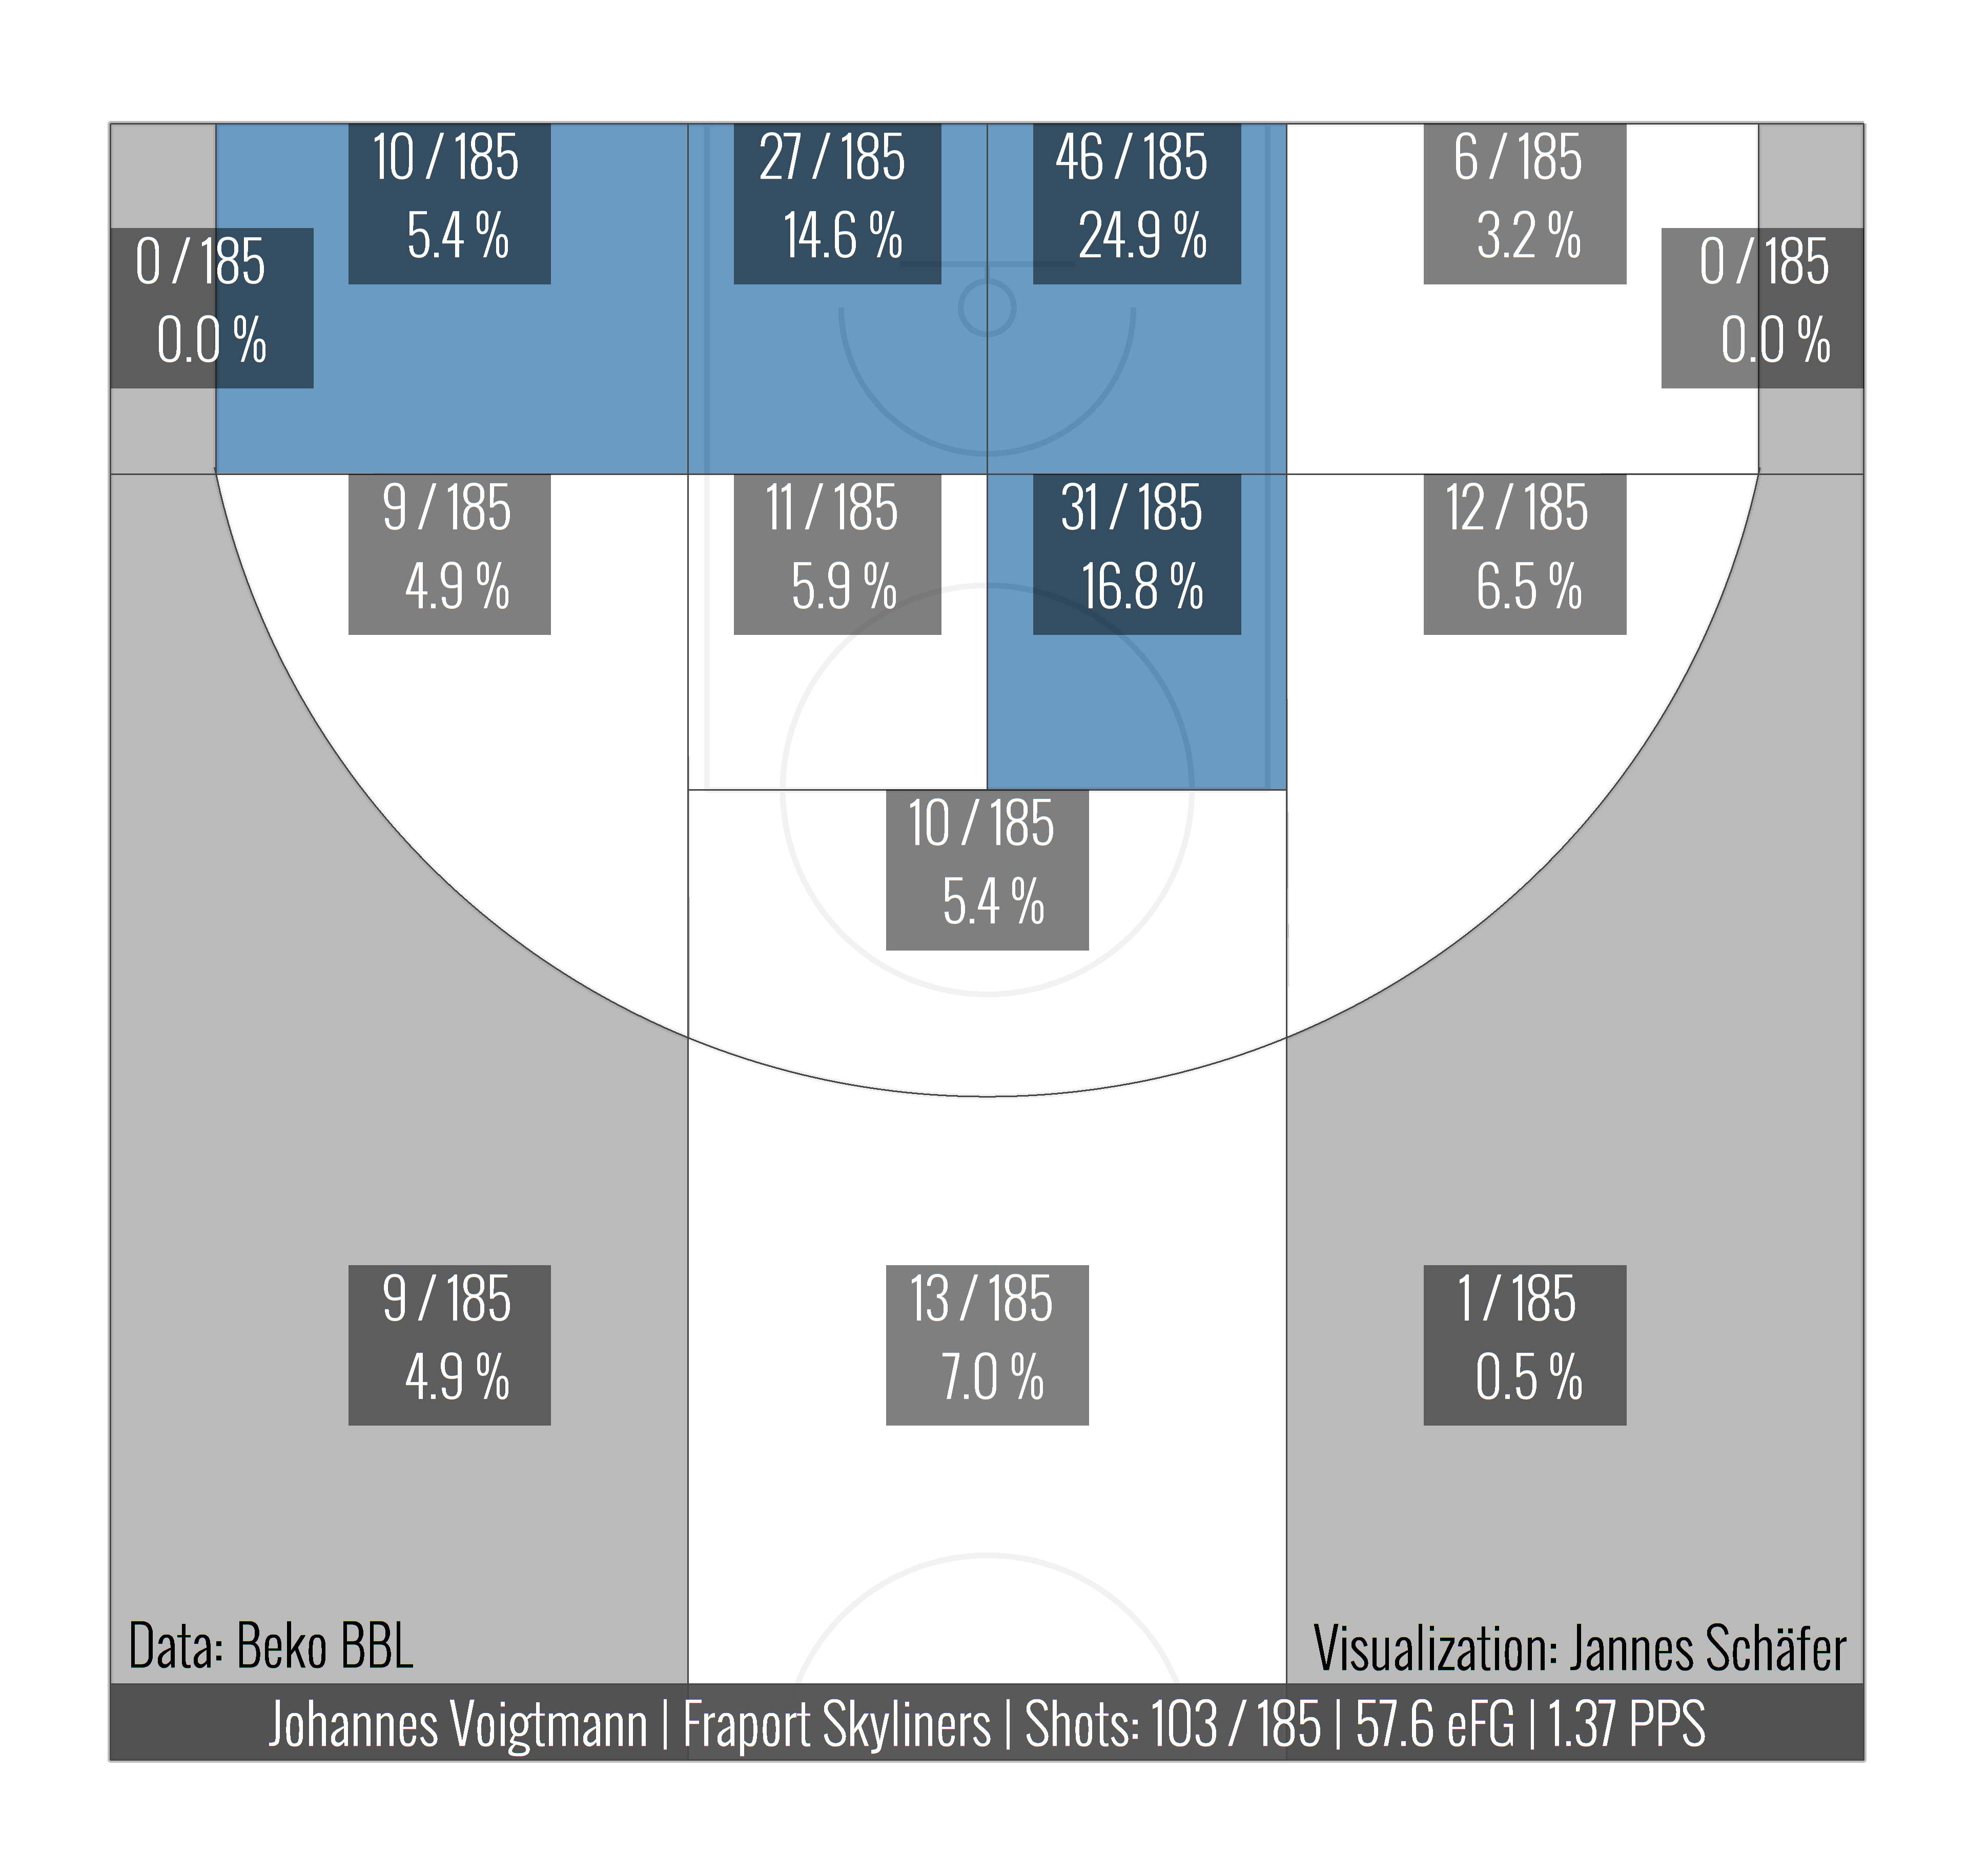 10 / 185
5.4 %
27 / 185
14.6 %
46 / 185
24.9 %
6 / 185
3.2 %
0 / 185
0.0 %
0 / 185
0.0 %
9 / 185
4.9 %
11 / 185
5.9 %
31 / 185
16.8 %
12 / 185
6.5 %
10 / 185
5.4 %
9 / 185
4.9 %
13 / 185
7.0 %
1 / 185
0.5 %
Data: Beko BBL
Visualization: Jannes Schäfer
Johannes Voigtmann | Fraport Skyliners | Shots: 103 / 185 | 57.6 eFG | 1.37 PPS